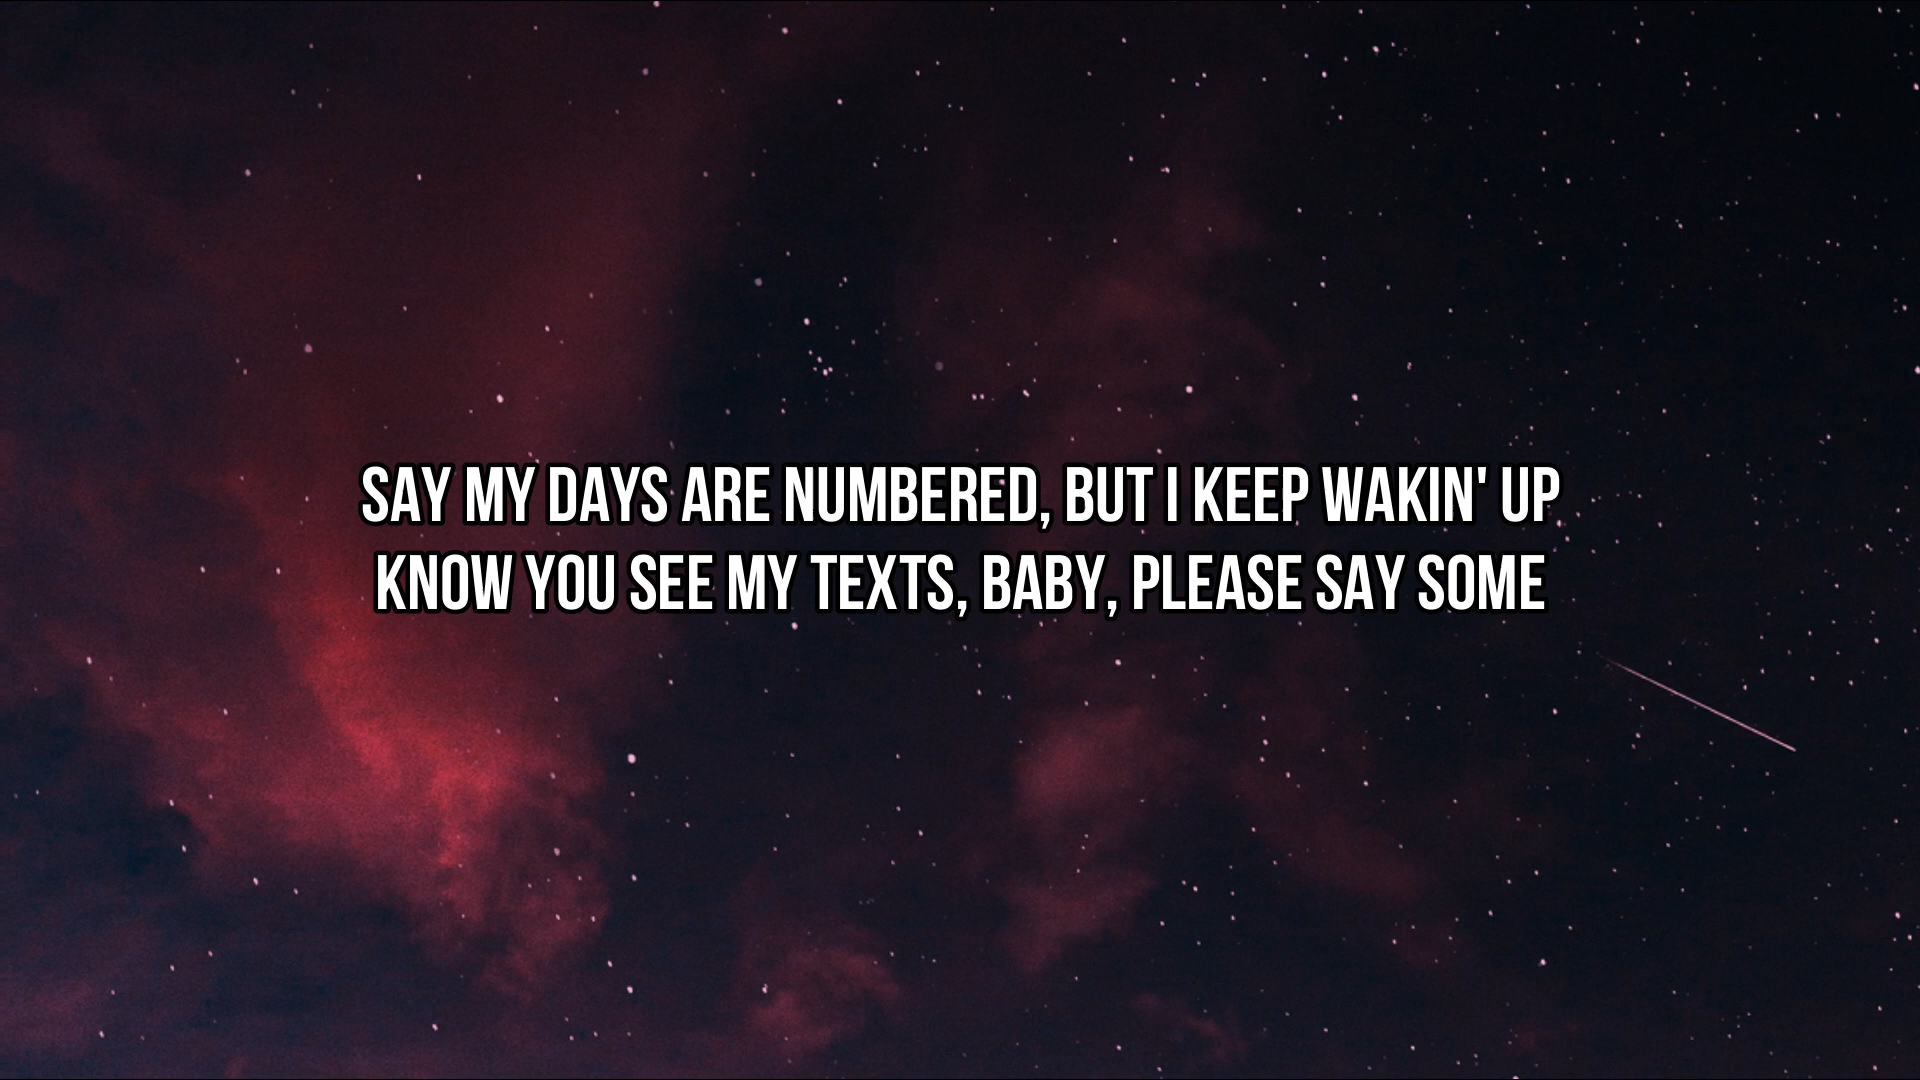 SAY MY DAYS ARE NUMBERED, BUT I KEEP WAKIN' UP
KNOW YOU SEE MY TEXTS, BABY, PLEASE SAY SOME